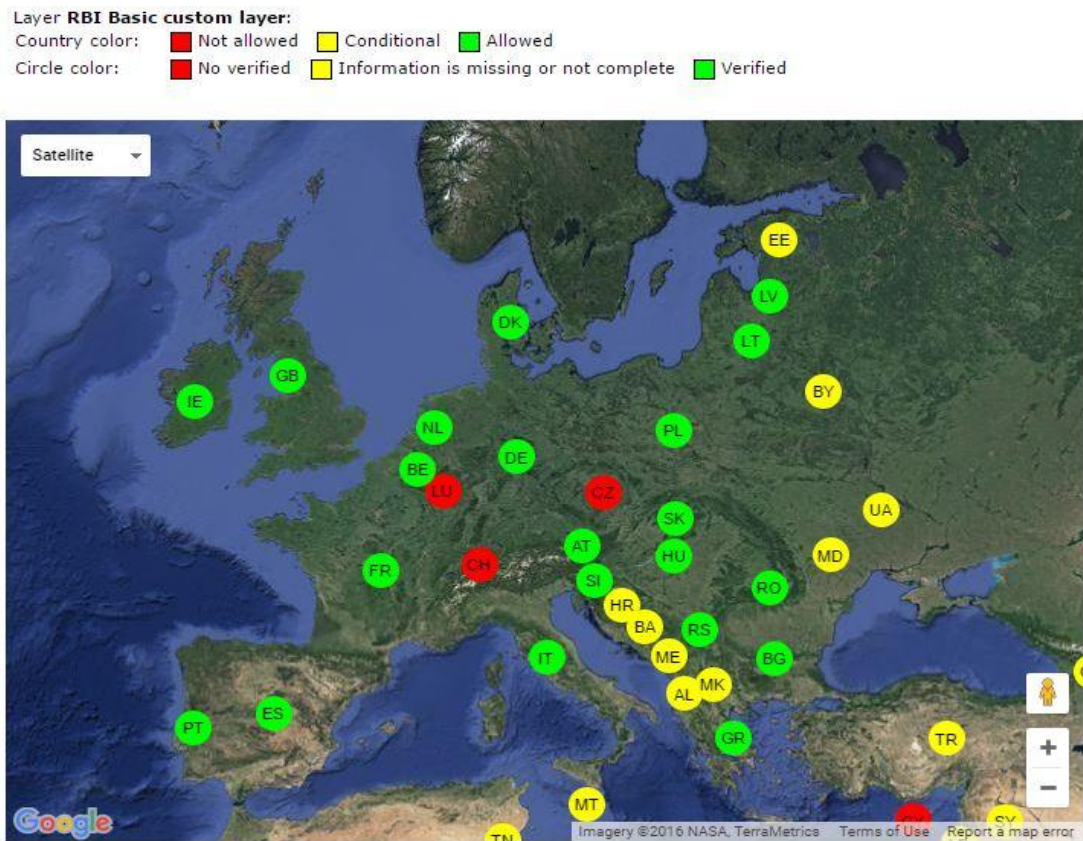 Layer RBI Basic custom layer:
Country color: Not allowed Conditional Allowed
Circle color: No verified Information is missing or not complete Verified
Satellite
EE
LV
DK
LT
GB
BY
IE
NL
PL
DE
BE
LU
CZ
UA
SK
AT
HU
MD
CH
FR
SI
RO
HR
BA
RS
IT
ME
BG
MK
AL
ES
PT
GR
TR
+
−
MT
CY
SY
TN
Google
Imagery ©2016 NASA, TerraMetrics Terms of Use Report a map error